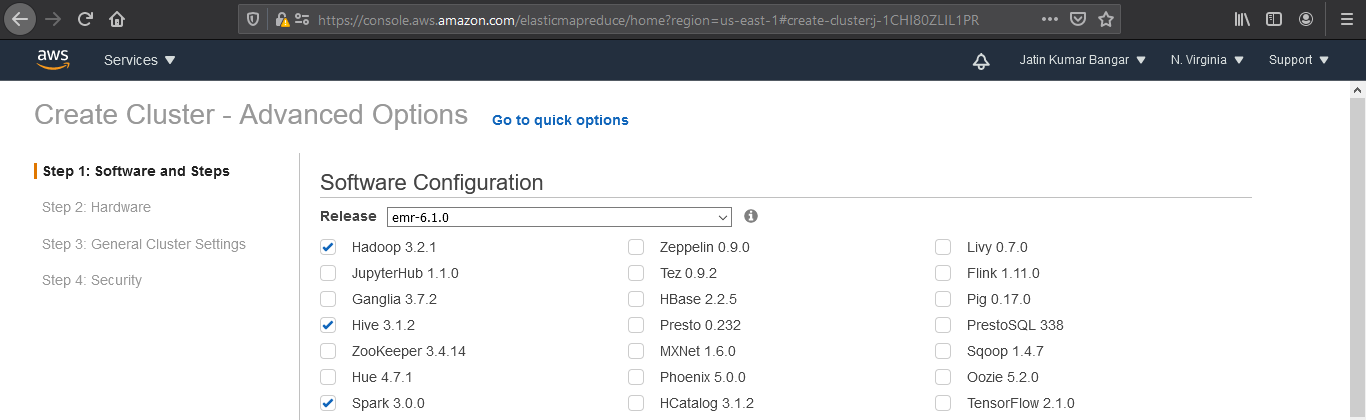 https://console.aws.amazon.com/elasticmapreduce/home?region=us-east-1#create-cluster:j-1CHI80ZLIL1PR
aws Services Jatin Kumar Bangar N. Virginia Support
Create Cluster - Advanced Options Go to quick options
Step 1: Software and Steps
Step 2: Hardware
Step 3: General Cluster Settings
Step 4: Security
Software Configuration
Release emr-6.1.0
Hadoop 3.2.1 Zeppelin 0.9.0 Livy 0.7.0
JupyterHub 1.1.0 Tez 0.9.2 Flink 1.11.0
Ganglia 3.7.2 HBase 2.2.5 Pig 0.17.0
Hive 3.1.2 Presto 0.232 PrestoSQL 338
ZooKeeper 3.4.14 MXNet 1.6.0 Sqoop 1.4.7
Hue 4.7.1 Phoenix 5.0.0 Oozie 5.2.0
Spark 3.0.0 HCatalog 3.1.2 TensorFlow 2.1.0